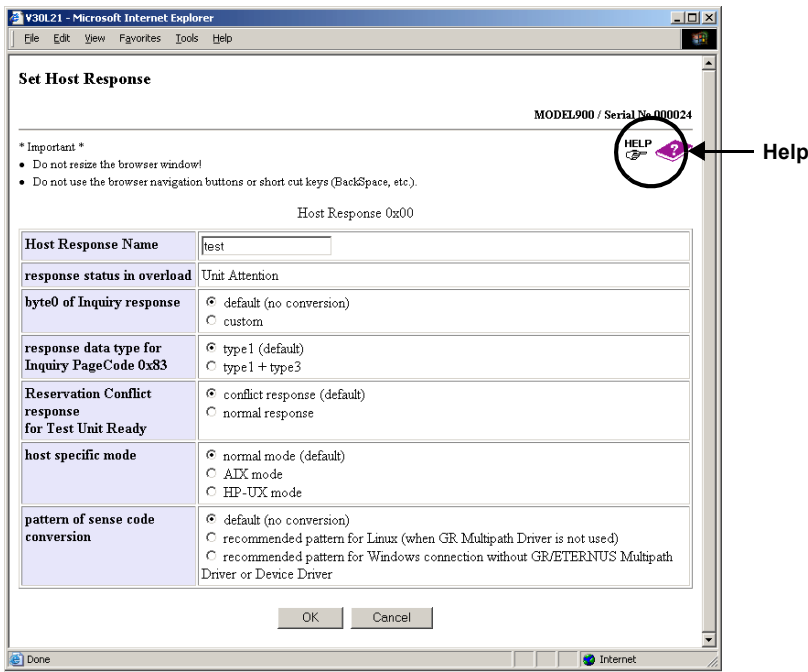 V30L21 - Microsoft Internet Explorer
File Edit View Favorites Tools Help
Set Host Response
MODEL900 / Serial No.000024
* Important *
HELP
?
Help
• Do not resize the browser window!
• Do not use the browser navigation buttons or short cut keys (BackSpace, etc.).
Host Response 0x00
Host Response Name
test
response status in overload
Unit Attention
byte0 of Inquiry response
default (no conversion)
custom
response data type for
Inquiry PageCode 0x83
type1 (default)
type1 + type3
Reservation Conflict
response
for Test Unit Ready
conflict response (default)
normal response
host specific mode
normal mode (default)
AIX mode
HP-UX mode
pattern of sense code
conversion
default (no conversion)
recommended pattern for Linux (when GR Multipath Driver is not used)
recommended pattern for Windows connection without GR/ETERNUS Multipath
Driver or Device Driver
OK
Cancel
Done
Internet